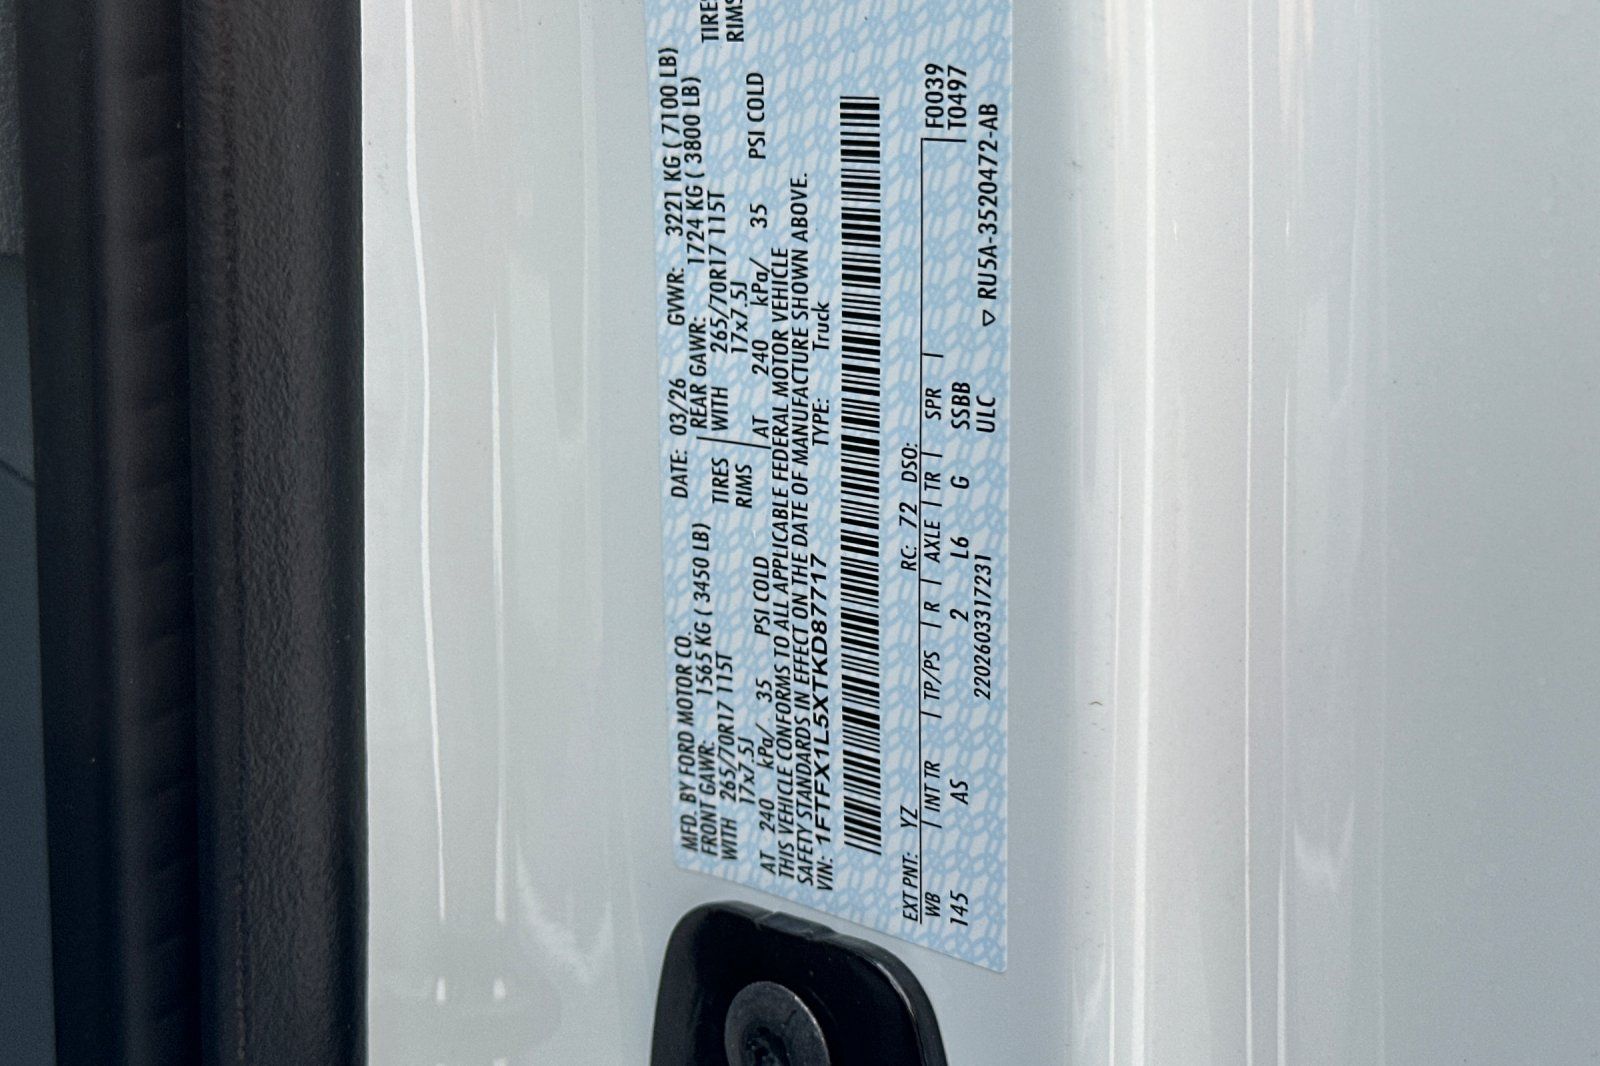 MFD. BY FORD MOTOR CO. DATE: 03/26 GVWR: 3221 KG ( 7100 LB)
FRONT GAWR: 1565 KG ( 3450 LB) REAR GAWR: 1724 KG ( 3800 LB)
WITH 265/70R17 115T TIRES WITH 265/70R17 115T TIRES
17x7.5J RIMS 17x7.5J RIMS
AT 240 kPa/ 35 PSI COLD AT 240 kPa/ 35 PSI COLD
THIS VEHICLE CONFORMS TO ALL APPLICABLE FEDERAL MOTOR VEHICLE
SAFETY STANDARDS IN EFFECT ON THE DATE OF MANUFACTURE SHOWN ABOVE.
VIN: 1FTFX1L5XTKD87717 TYPE: Truck
EXT PNT: YZ RC: 72 DSO: F0039
WB | INT TR | TP/PS | R | AXLE | TR | SPR | T0497
145 AS 2 L6 G SSBB
2202603317231 ULC ▽ RU5A-3520472-AB